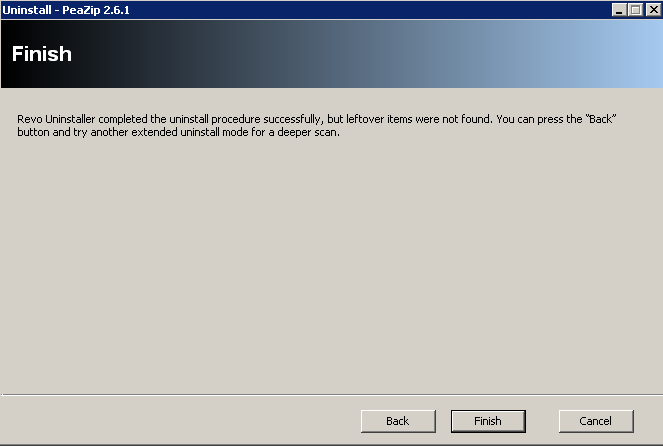 Uninstall - PeaZip 2.6.1
Finish
Revo Uninstaller completed the uninstall procedure successfully, but leftover items were not found. You can press the "Back"
button and try another extended uninstall mode for a deeper scan.
Back
Finish
Cancel